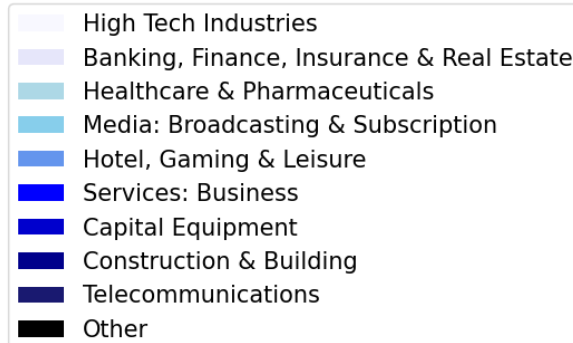 High Tech Industries
Banking, Finance, Insurance & Real Estate
Healthcare & Pharmaceuticals
Media: Broadcasting & Subscription
Hotel, Gaming & Leisure
Services: Business
Capital Equipment
Construction & Building
Telecommunications
Other